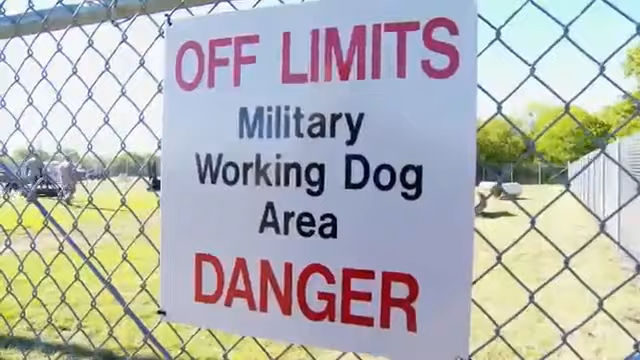 OFF LIMITS
Military
Working Dog
Area
DANGER